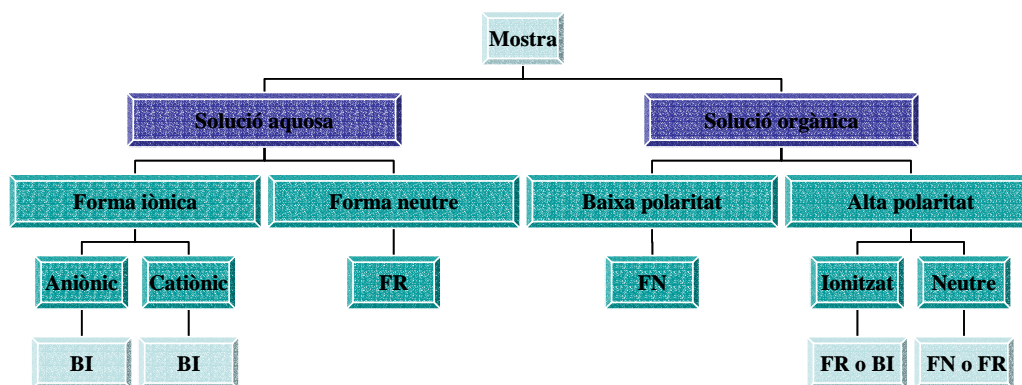 Mostra
Solució aquosa
Solució orgànica
Forma iònica
Forma neutre
Baixa polaritat
Alta polaritat
Aniònic
Catiònic
FR
FN
Ionitzat
Neutre
BI
BI
FR o BI
FN o FR